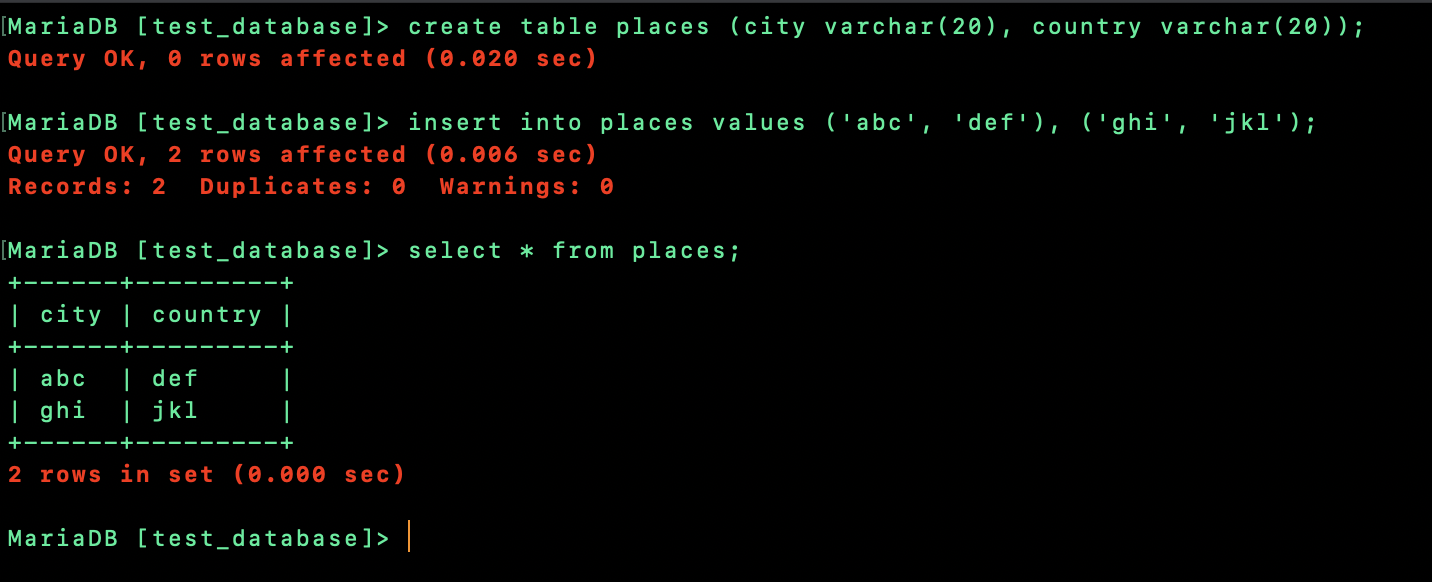 MariaDB [test_database]> create table places (city varchar(20), country varchar(20));
Query OK, 0 rows affected (0.020 sec)
MariaDB [test_database]> insert into places values ('abc', 'def'), ('ghi', 'jkl');
Query OK, 2 rows affected (0.006 sec)
Records: 2  Duplicates: 0  Warnings: 0
MariaDB [test_database]> select * from places;
+------+---------+
| city | country |
+------+---------+
| abc  | def     |
| ghi  | jkl     |
+------+---------+
2 rows in set (0.000 sec)
MariaDB [test_database]>